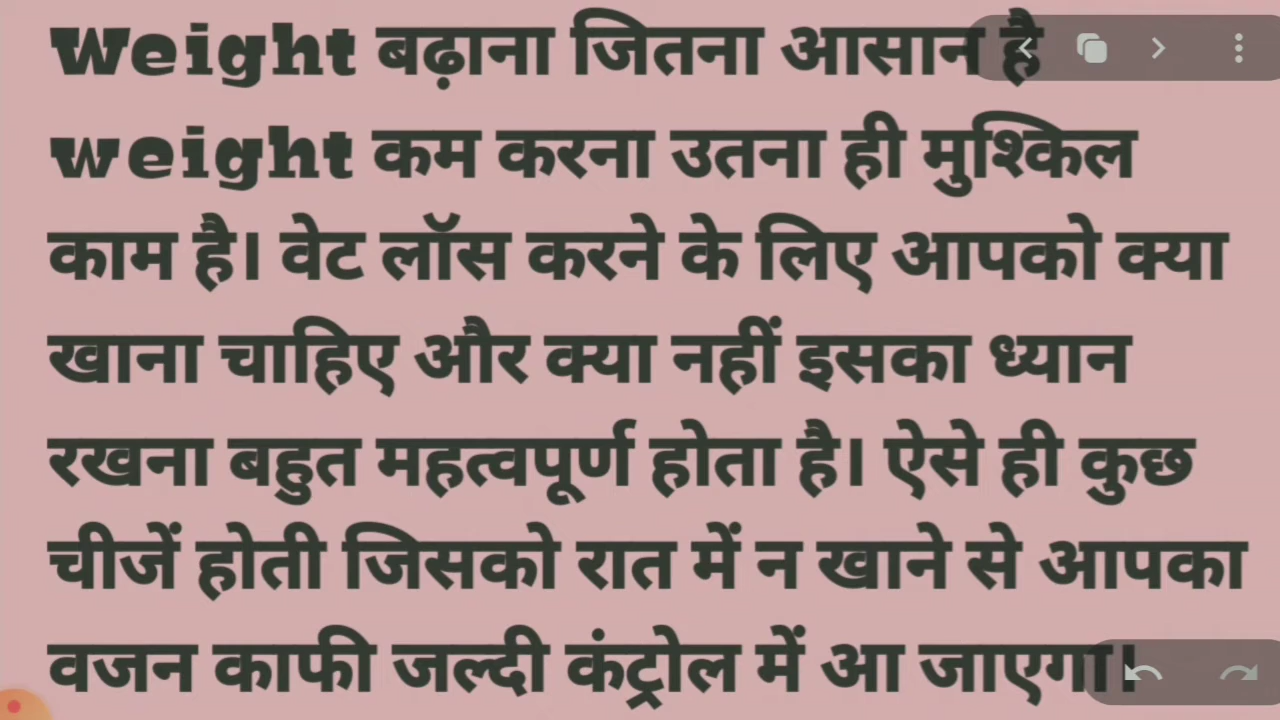 Weight बढ़ाना जितना आसान है
weight कम करना उतना ही मुश्किल
काम है। वेट लॉस करने के लिए आपको क्या
खाना चाहिए और क्या नहीं इसका ध्यान
रखना बहुत महत्वपूर्ण होता है। ऐसे ही कुछ
चीजें होती जिसको रात में न खाने से आपका
वजन काफी जल्दी कंट्रोल में आ जाएगा।